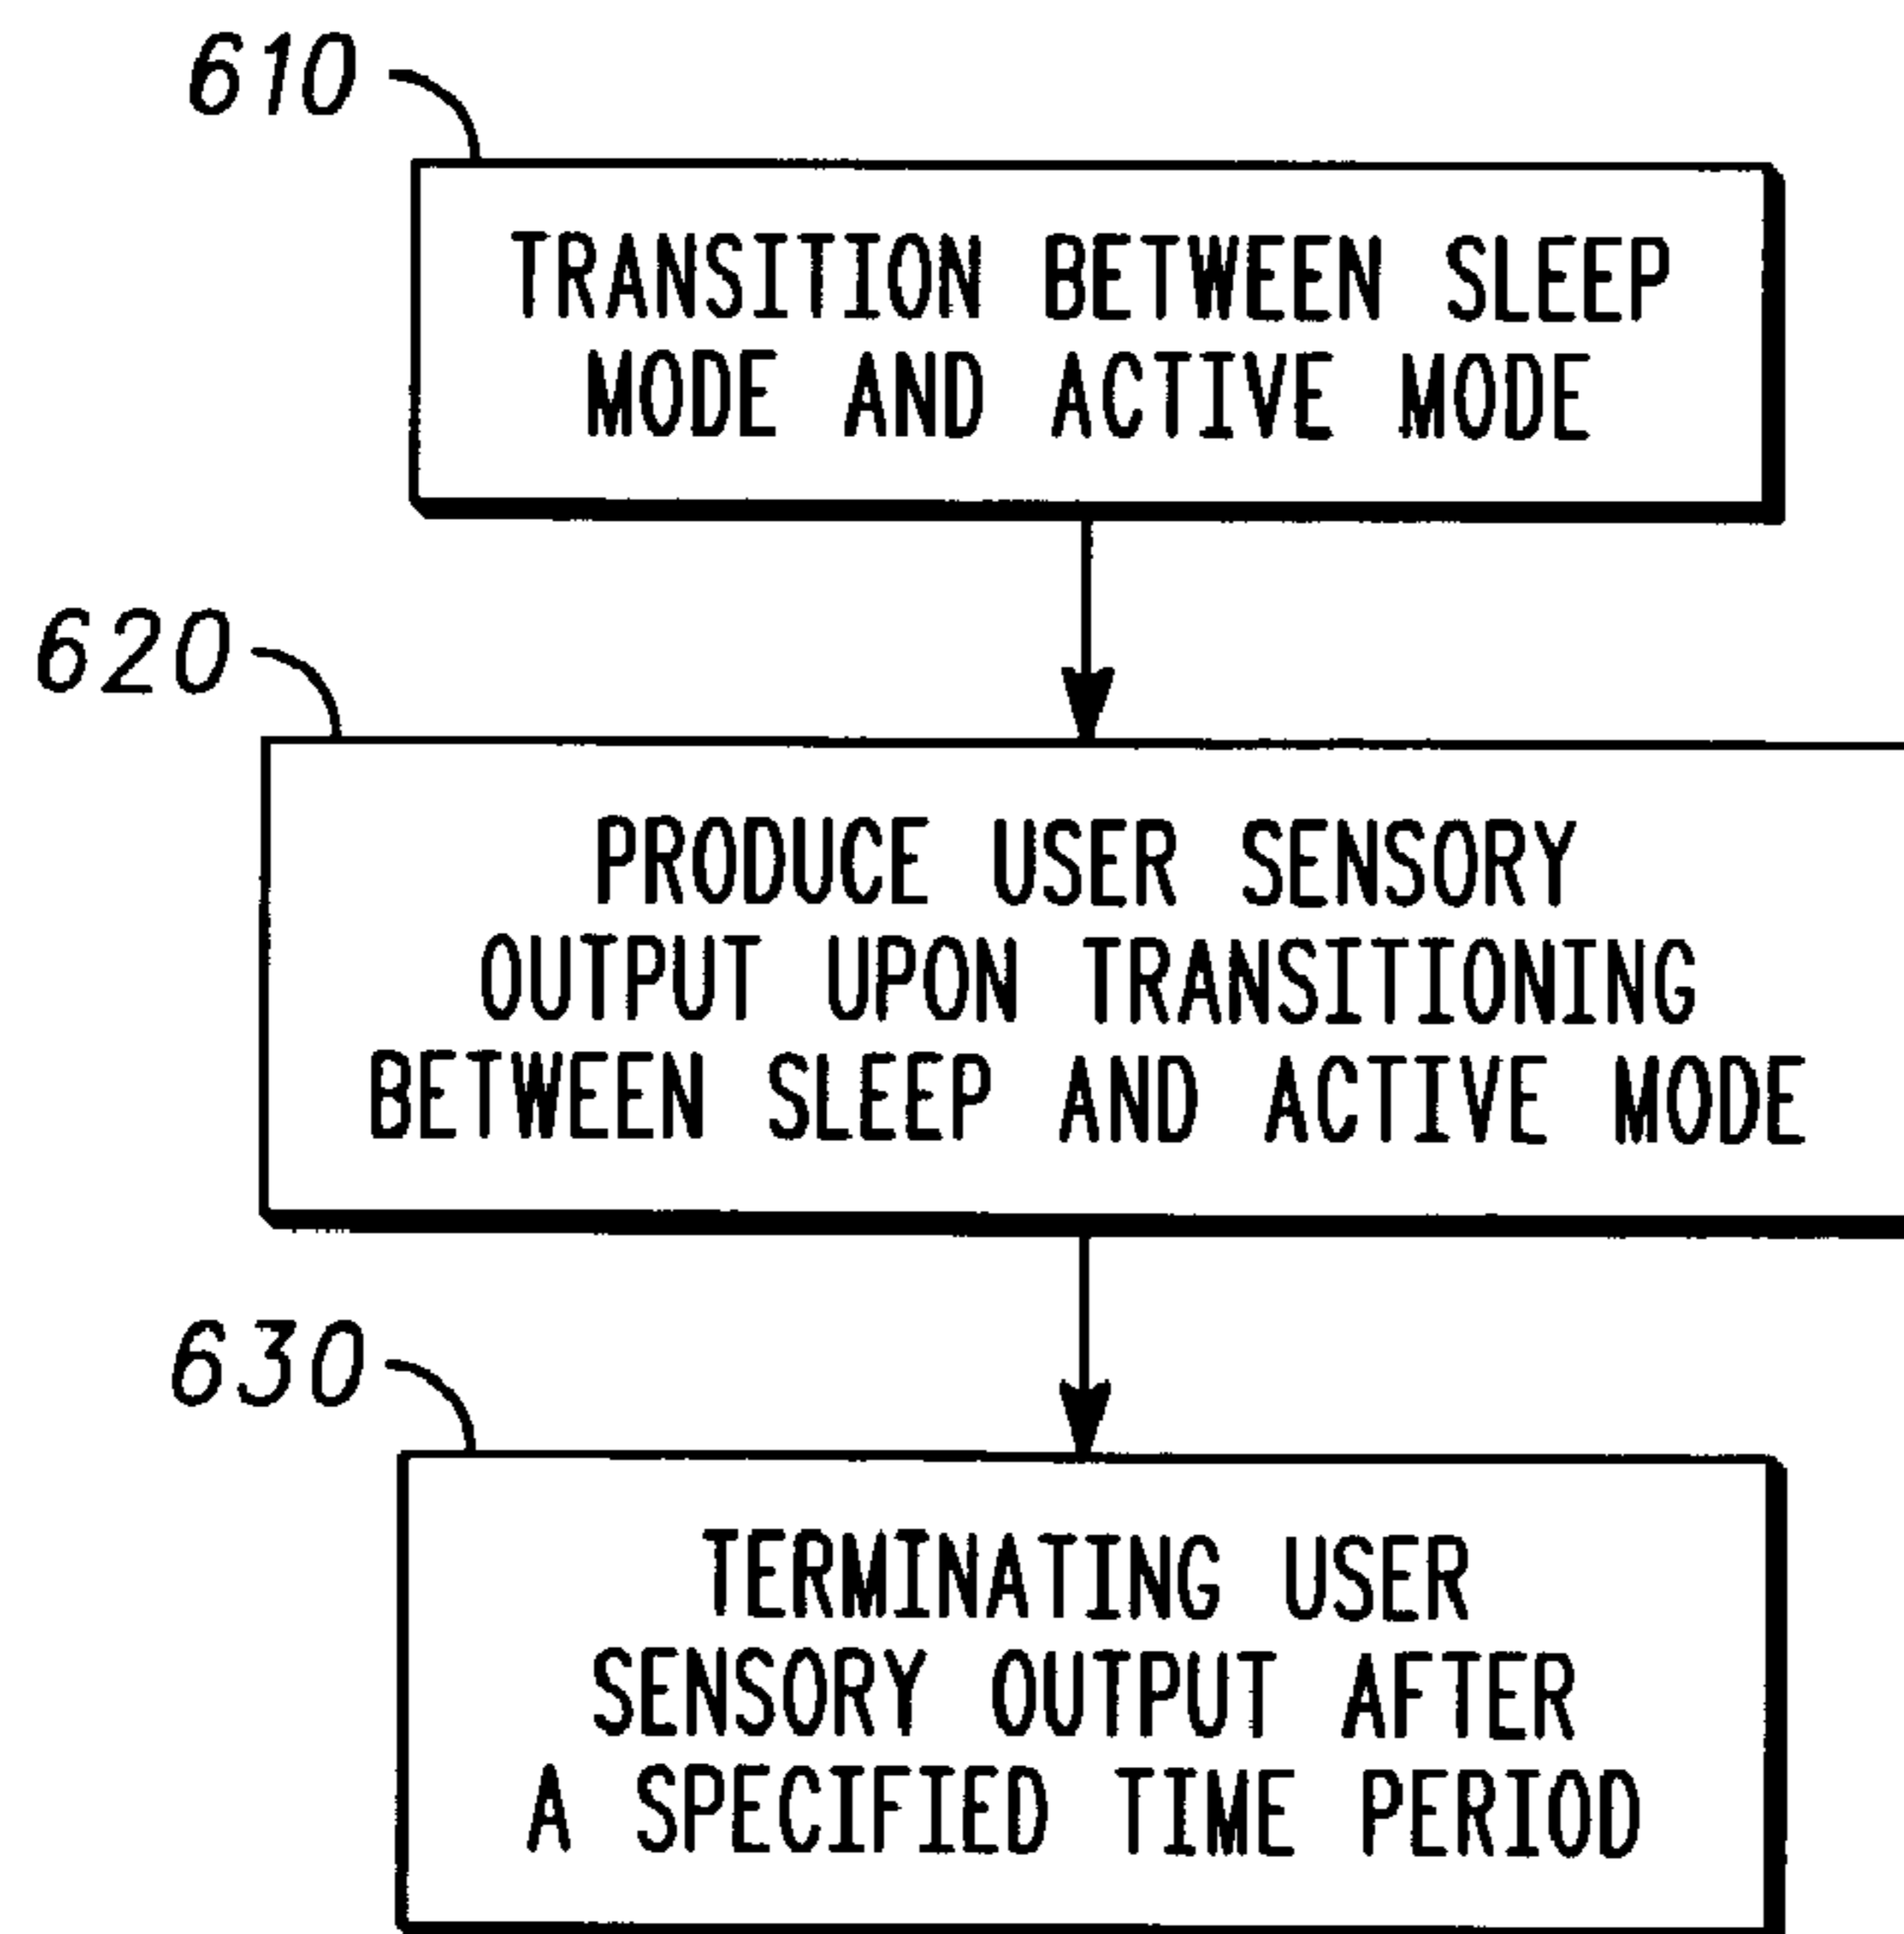 610
TRANSITION BETWEEN SLEEP
MODE AND ACTIVE MODE
620
PRODUCE USER SENSORY
OUTPUT UPON TRANSITIONING
BETWEEN SLEEP AND ACTIVE MODE
630
TERMINATING USER
SENSORY OUTPUT AFTER
A SPECIFIED TIME PERIOD